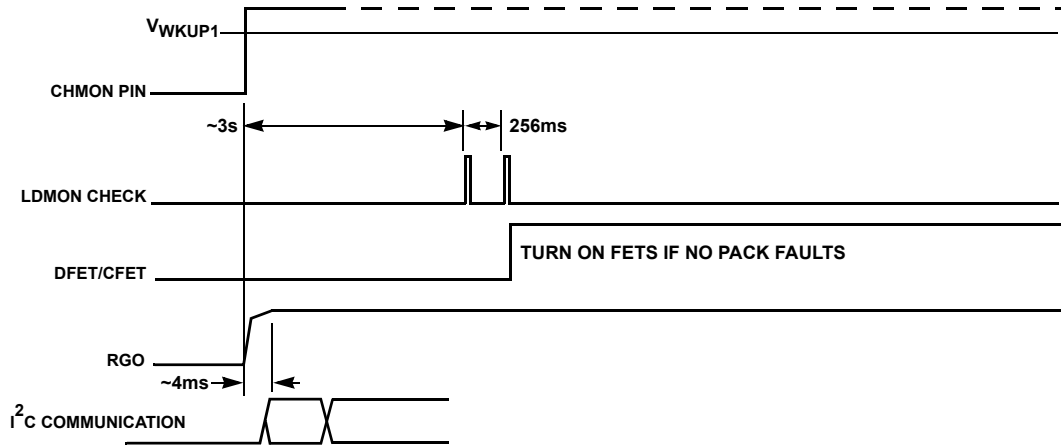 VWKUP1
CHMON PIN
~3s
256ms
LDMON CHECK
TURN ON FETS IF NO PACK FAULTS
DFET/CFET
RGO
~4ms
I2C COMMUNICATION